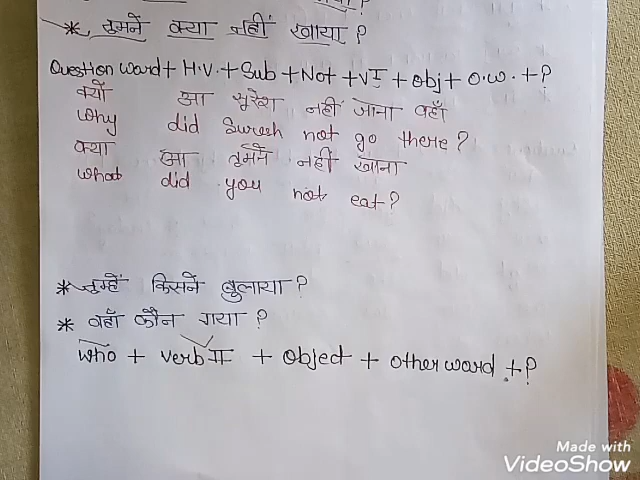 * तुमने क्या नहीं खाया ?
Question word + H.V. + Sub + Not + VI + obj + O.W. + ?
क्यों आ सुरेश नहीं जाना वहाँ
why did Suresh not go there ?
क्या आ तुमने नहीं खाना
what did you not eat ?
* तुम्हें किसने बुलाया ?
* वहाँ कौन गया ?
who + verb II + object + other word + ?
Made with
VideoShow